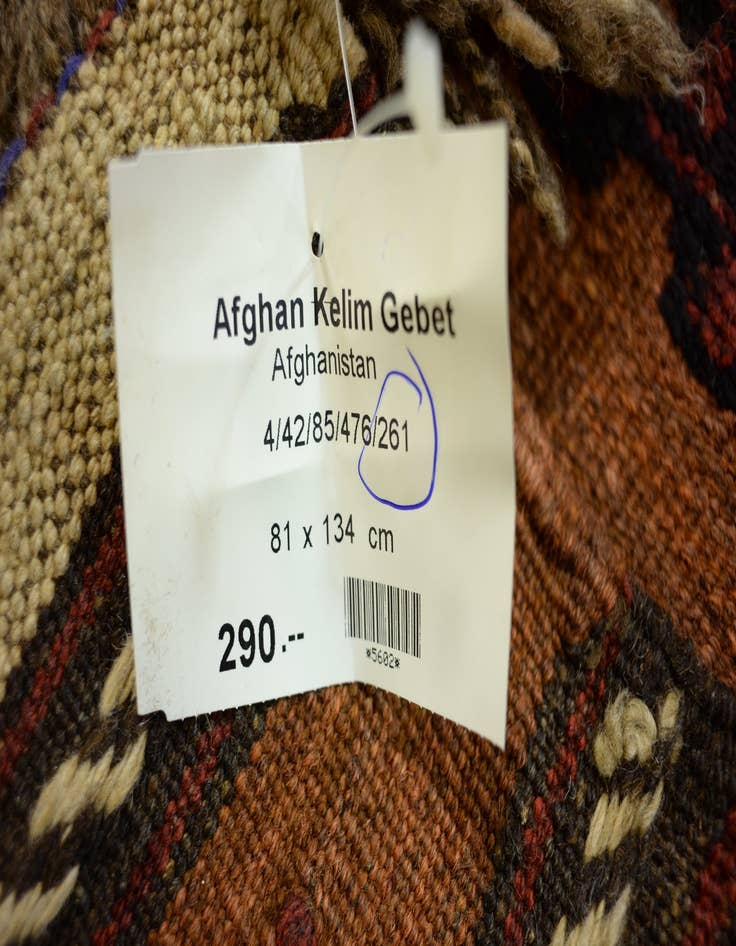 Afghan Kelim Gebet
Afghanistan
4/42/85/476/261
81 x 134 cm
290.--
*5602*